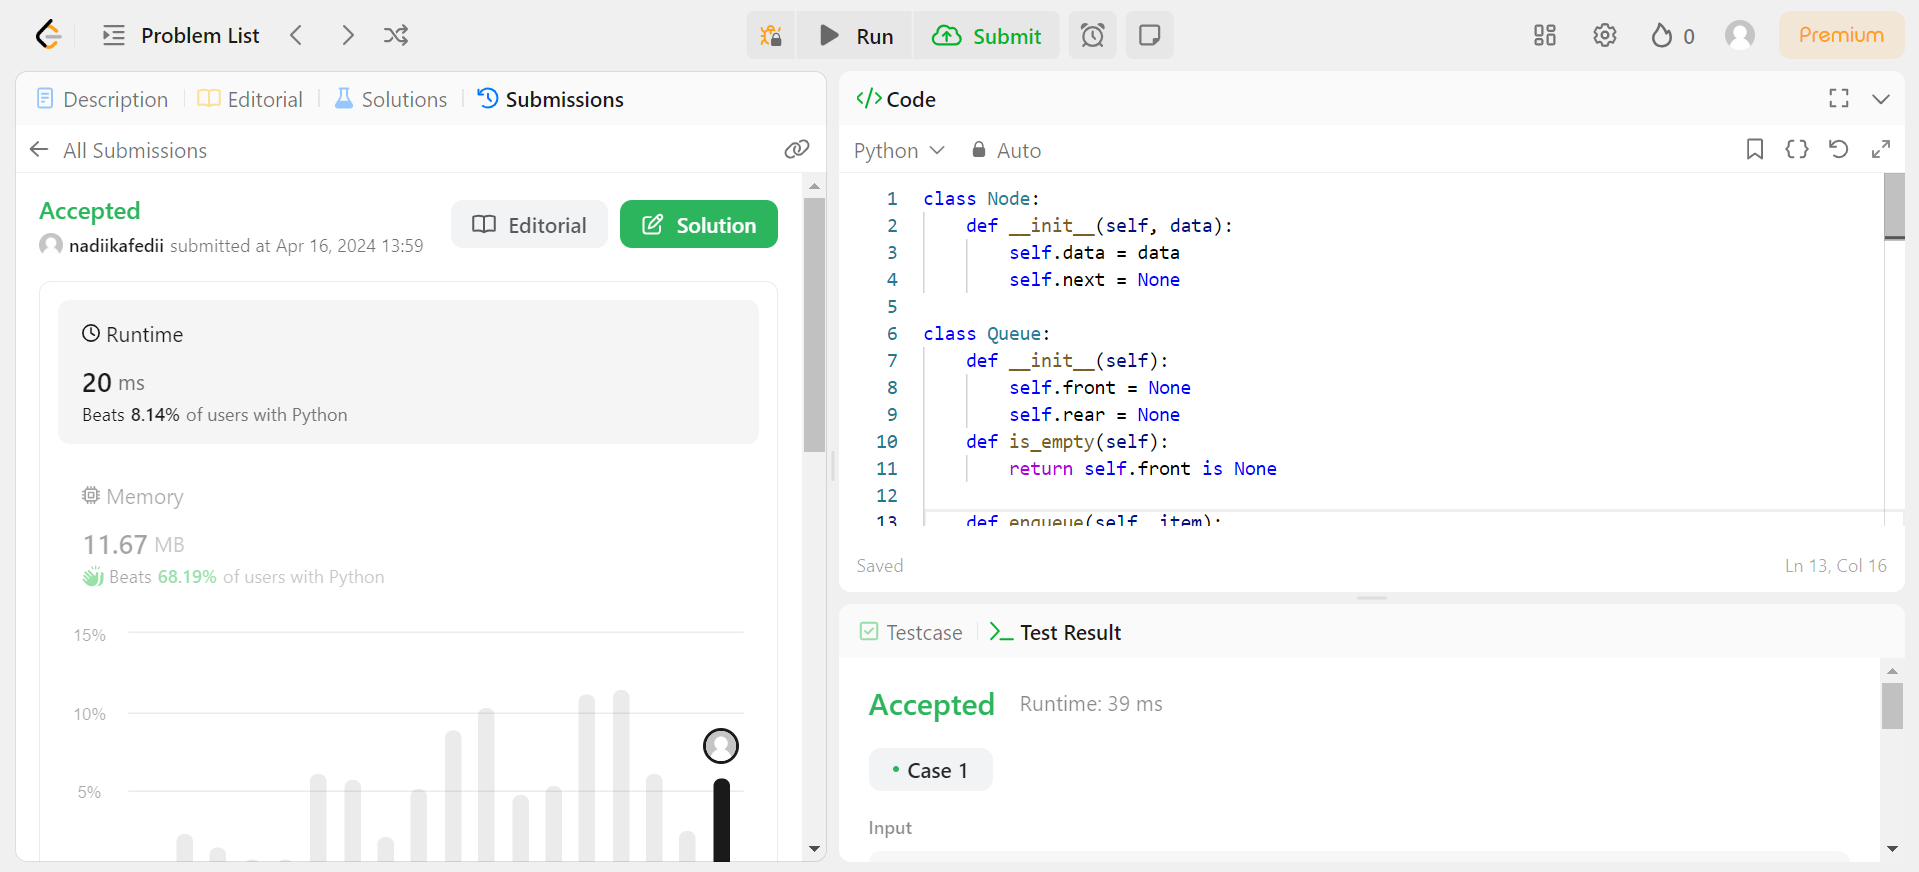 Problem List
Run
Submit
0
Premium
Description
Editorial
Solutions
Submissions
All Submissions
Accepted
nadiikafedii submitted at Apr 16, 2024 13:59
Editorial
Solution
Runtime
20 ms
Beats 8.14% of users with Python
Memory
11.67 MB
Beats 68.19% of users with Python
15%
10%
5%
</> Code
Python
Auto
1 class Node:
2 def __init__(self, data):
3 self.data = data
4 self.next = None
5
6 class Queue:
7 def __init__(self):
8 self.front = None
9 self.rear = None
10 def is_empty(self):
11 return self.front is None
12
13 def enqueue(self, item):
Saved
Ln 13, Col 16
Testcase
Test Result
Accepted
Runtime: 39 ms
Case 1
Input